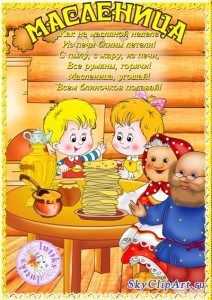 МАСЛЕНИЦА
Как на масляной неделе
Из печи блины летели!
С пылу, с жару, из печи,
Все румяны, горячи!
Масленица, угощай!
Всем блиночков подавай!
SkyClipArt.ru